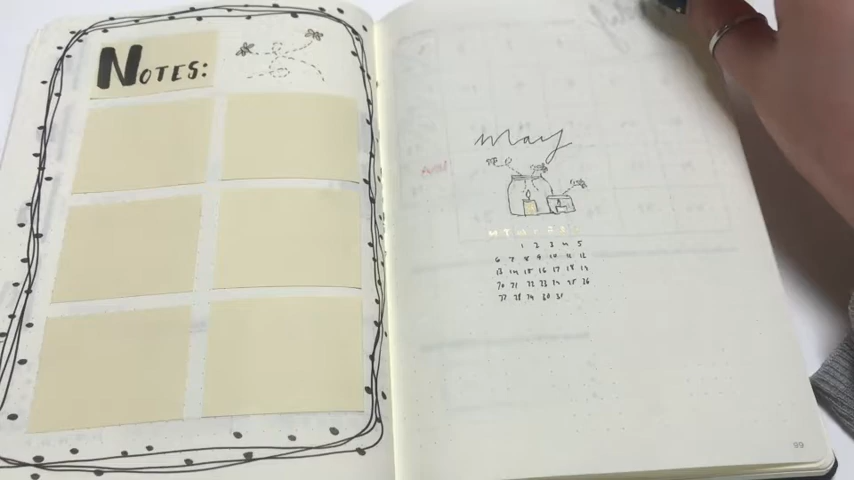 NOTES:
May
M T W T F S S
1 2 3 4 5
6 7 8 9 10 11 12
13 14 15 16 17 18 19
20 21 22 23 24 25 26
27 28 29 30 31
99